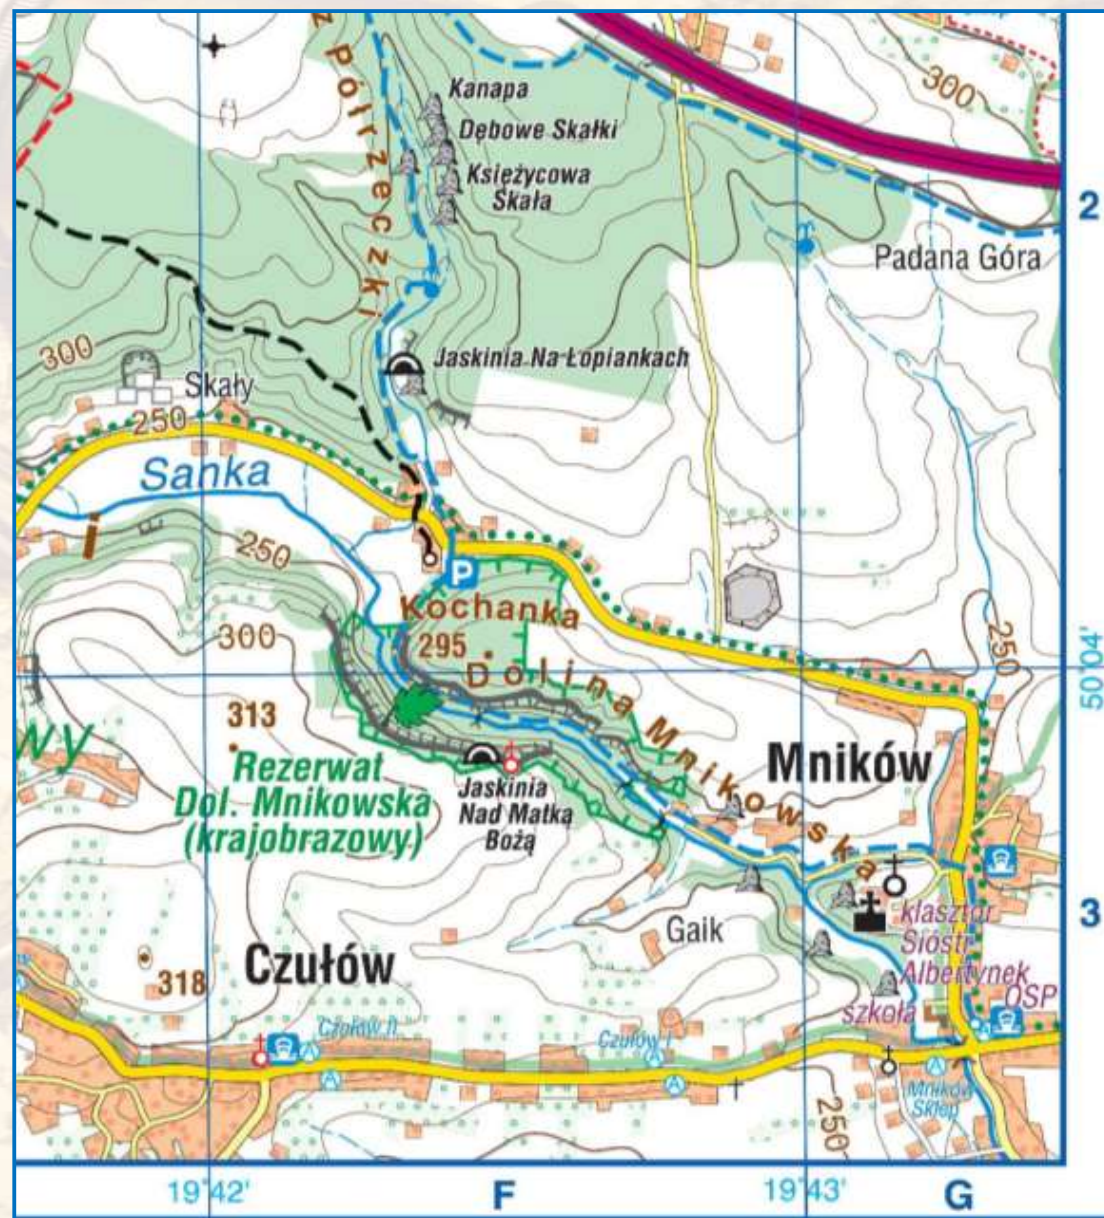 z Półrzeczki
Kanapa
Dębowe Skałki
Księżycowa
Skała
300
2
Padana Góra
Jaskinia Na Łopiankach
300
Skały
250
Sanka
i
250
P
Kochanka
295
300
Dolina Mnikowska
250
50°04'
313
wy
Rezerwat
Dol. Mnikowska
(krajobrazowy)
Jaskinia
Nad Matką
Bożą
Mników
3
Gaik
klasztor
Sióstr
Albertynek
OSP
szkoła
Czułów
318
Czułów II
A
Czułów I
A
A
A
A
Mników
Sklep
250
19°42'
F
19°43'
G